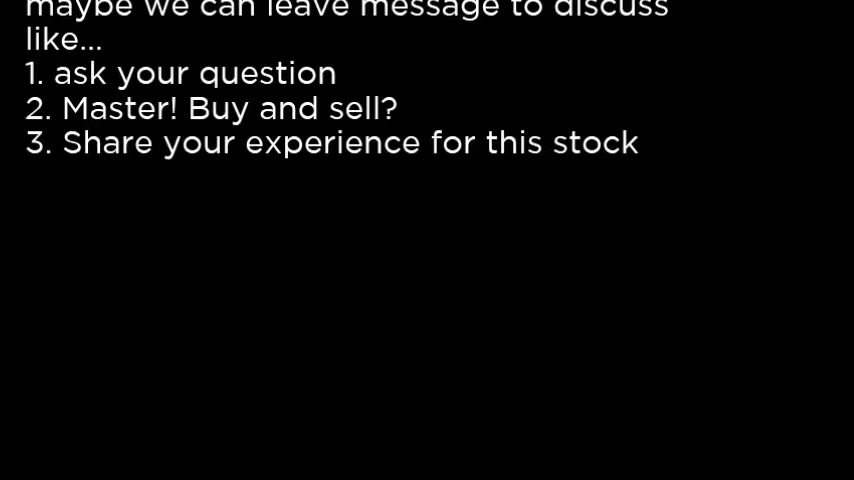 maybe we can leave message to discuss
like...
1. ask your question
2. Master! Buy and sell?
3. Share your experience for this stock